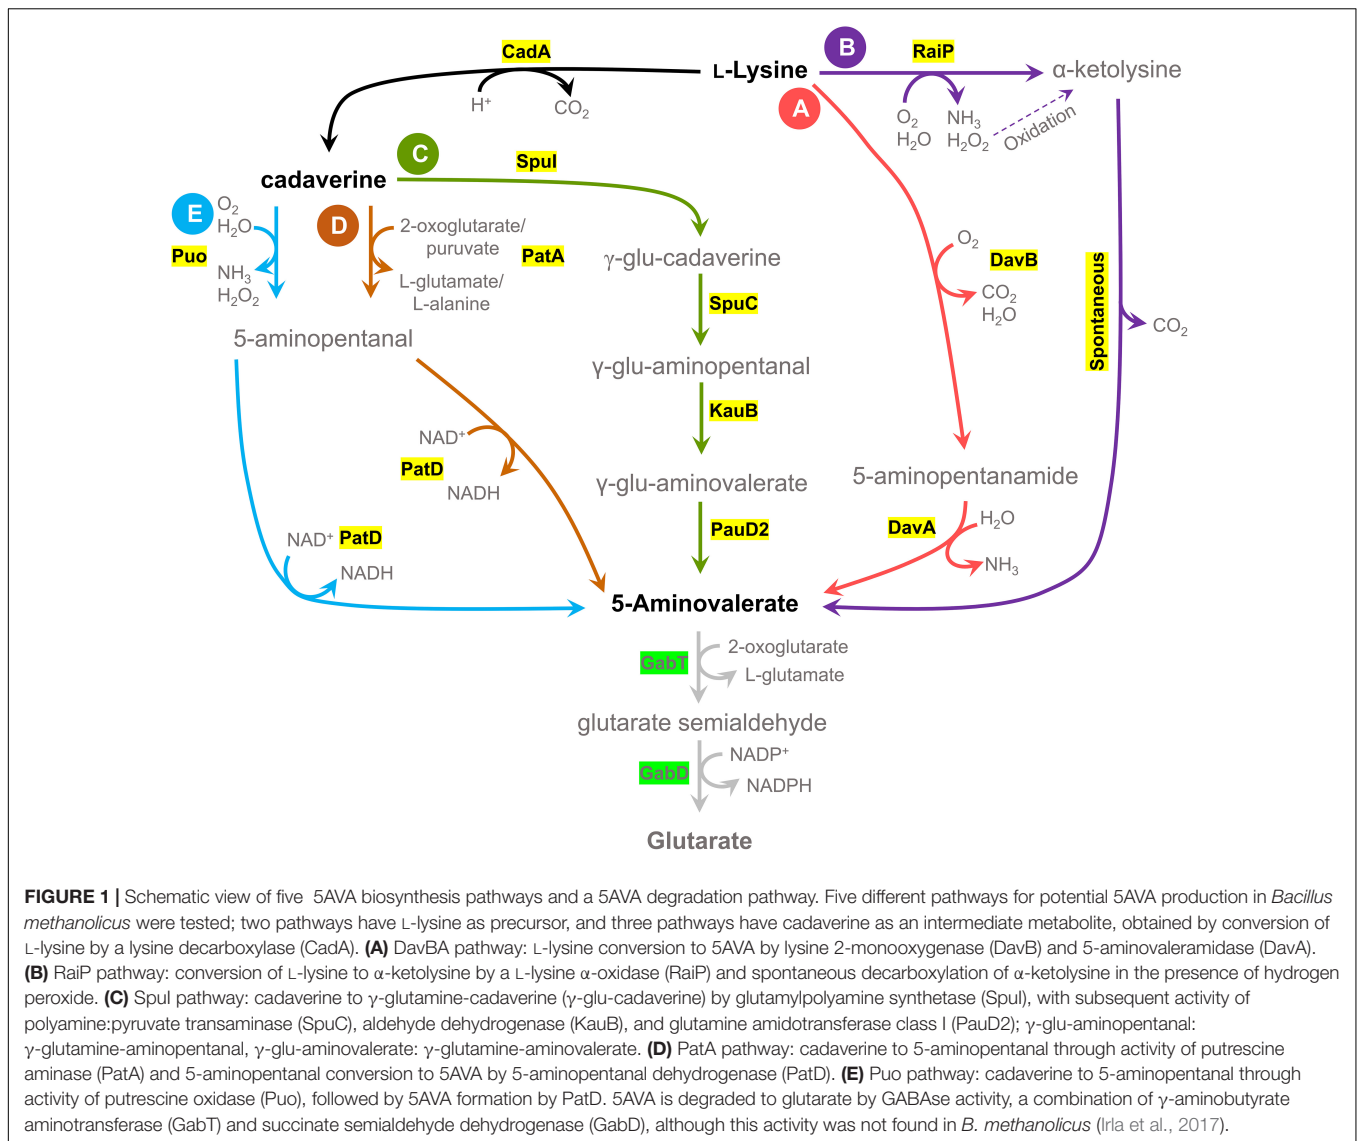 CadA
L-Lysine
B
RaiP
α-ketolysine
H⁺
CO₂
A
O₂
H₂O
NH₃
H₂O₂
Oxidation
cadaverine
C
SpuI
E
O₂
H₂O
Puo
NH₃
H₂O₂
D
2-oxoglutarate/
puruvate
PatA
L-glutamate/
L-alanine
γ-glu-cadaverine
SpuC
O₂
DavB
CO₂
H₂O
Spontaneous
CO₂
5-aminopentanal
γ-glu-aminopentanal
KauB
NAD⁺
PatD
NADH
γ-glu-aminovalerate
5-aminopentanamide
PauD2
DavA
H₂O
NH₃
NAD⁺ PatD
NADH
5-Aminovalerate
GabT
2-oxoglutarate
L-glutamate
glutarate semialdehyde
GabD
NADP⁺
NADPH
Glutarate
FIGURE 1 | Schematic view of five 5AVA biosynthesis pathways and a 5AVA degradation pathway. Five different pathways for potential 5AVA production in Bacillus
methanolicus were tested; two pathways have L-lysine as precursor, and three pathways have cadaverine as an intermediate metabolite, obtained by conversion of
L-lysine by a lysine decarboxylase (CadA). (A) DavBA pathway: L-lysine conversion to 5AVA by lysine 2-monooxygenase (DavB) and 5-aminovaleramidase (DavA).
(B) RaiP pathway: conversion of L-lysine to α-ketolysine by a L-lysine α-oxidase (RaiP) and spontaneous decarboxylation of α-ketolysine in the presence of hydrogen
peroxide. (C) SpuI pathway: cadaverine to γ-glutamine-cadaverine (γ-glu-cadaverine) by glutamylpolyamine synthetase (SpuI), with subsequent activity of
polyamine:pyruvate transaminase (SpuC), aldehyde dehydrogenase (KauB), and glutamine amidotransferase class I (PauD2); γ-glu-aminopentanal:
γ-glutamine-aminopentanal, γ-glu-aminovalerate: γ-glutamine-aminovalerate. (D) PatA pathway: cadaverine to 5-aminopentanal through activity of putrescine
aminase (PatA) and 5-aminopentanal conversion to 5AVA by 5-aminopentanal dehydrogenase (PatD). (E) Puo pathway: cadaverine to 5-aminopentanal through
activity of putrescine oxidase (Puo), followed by 5AVA formation by PatD. 5AVA is degraded to glutarate by GABAse activity, a combination of γ-aminobutyrate
aminotransferase (GabT) and succinate semialdehyde dehydrogenase (GabD), although this activity was not found in B. methanolicus (Irla et al., 2017).